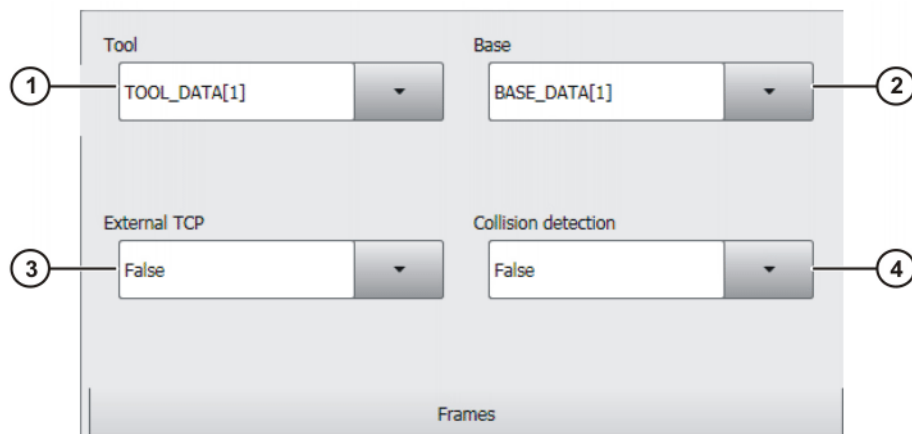 Tool
Base
1
TOOL_DATA[1]
BASE_DATA[1]
2
External TCP
Collision detection
3
False
False
4
Frames